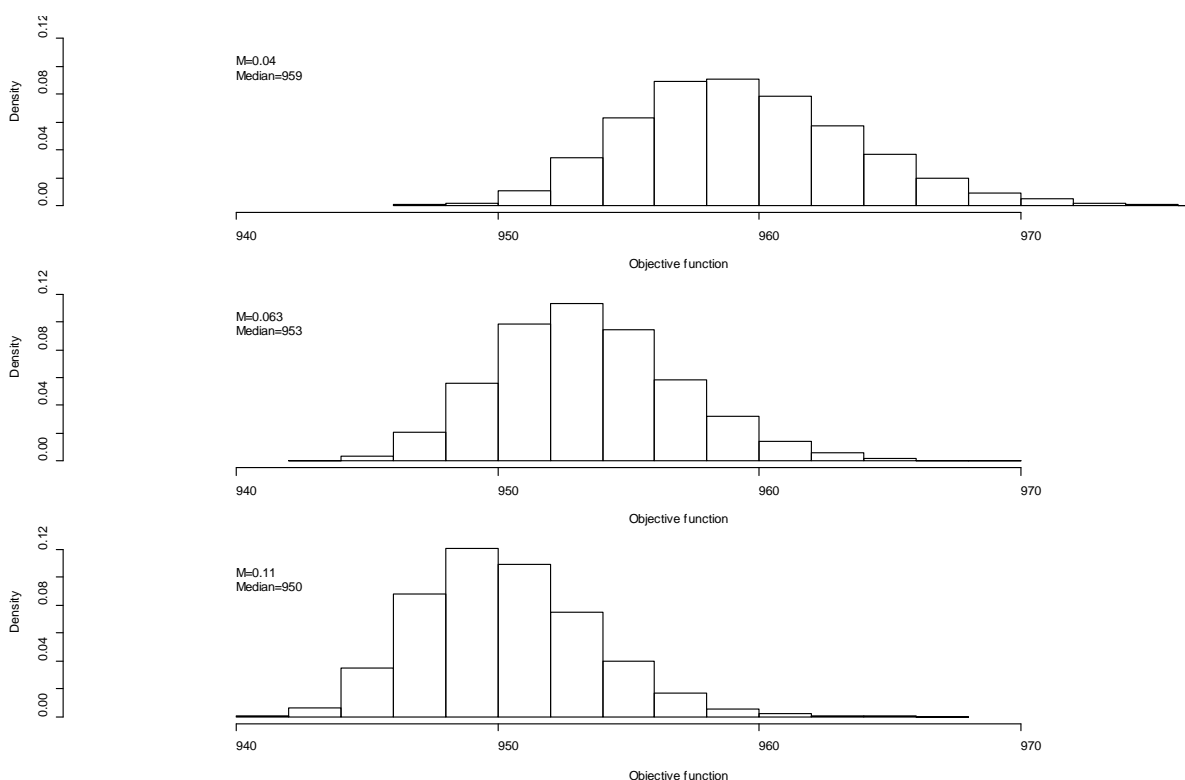 0.12
0.08
0.04
0.00
Density
M=0.04
Median=959
940 950 960 970
Objective function
0.12
0.08
0.04
0.00
Density
M=0.063
Median=953
940 950 960 970
Objective function
0.12
0.08
0.04
0.00
Density
M=0.11
Median=950
940 950 960 970
Objective function